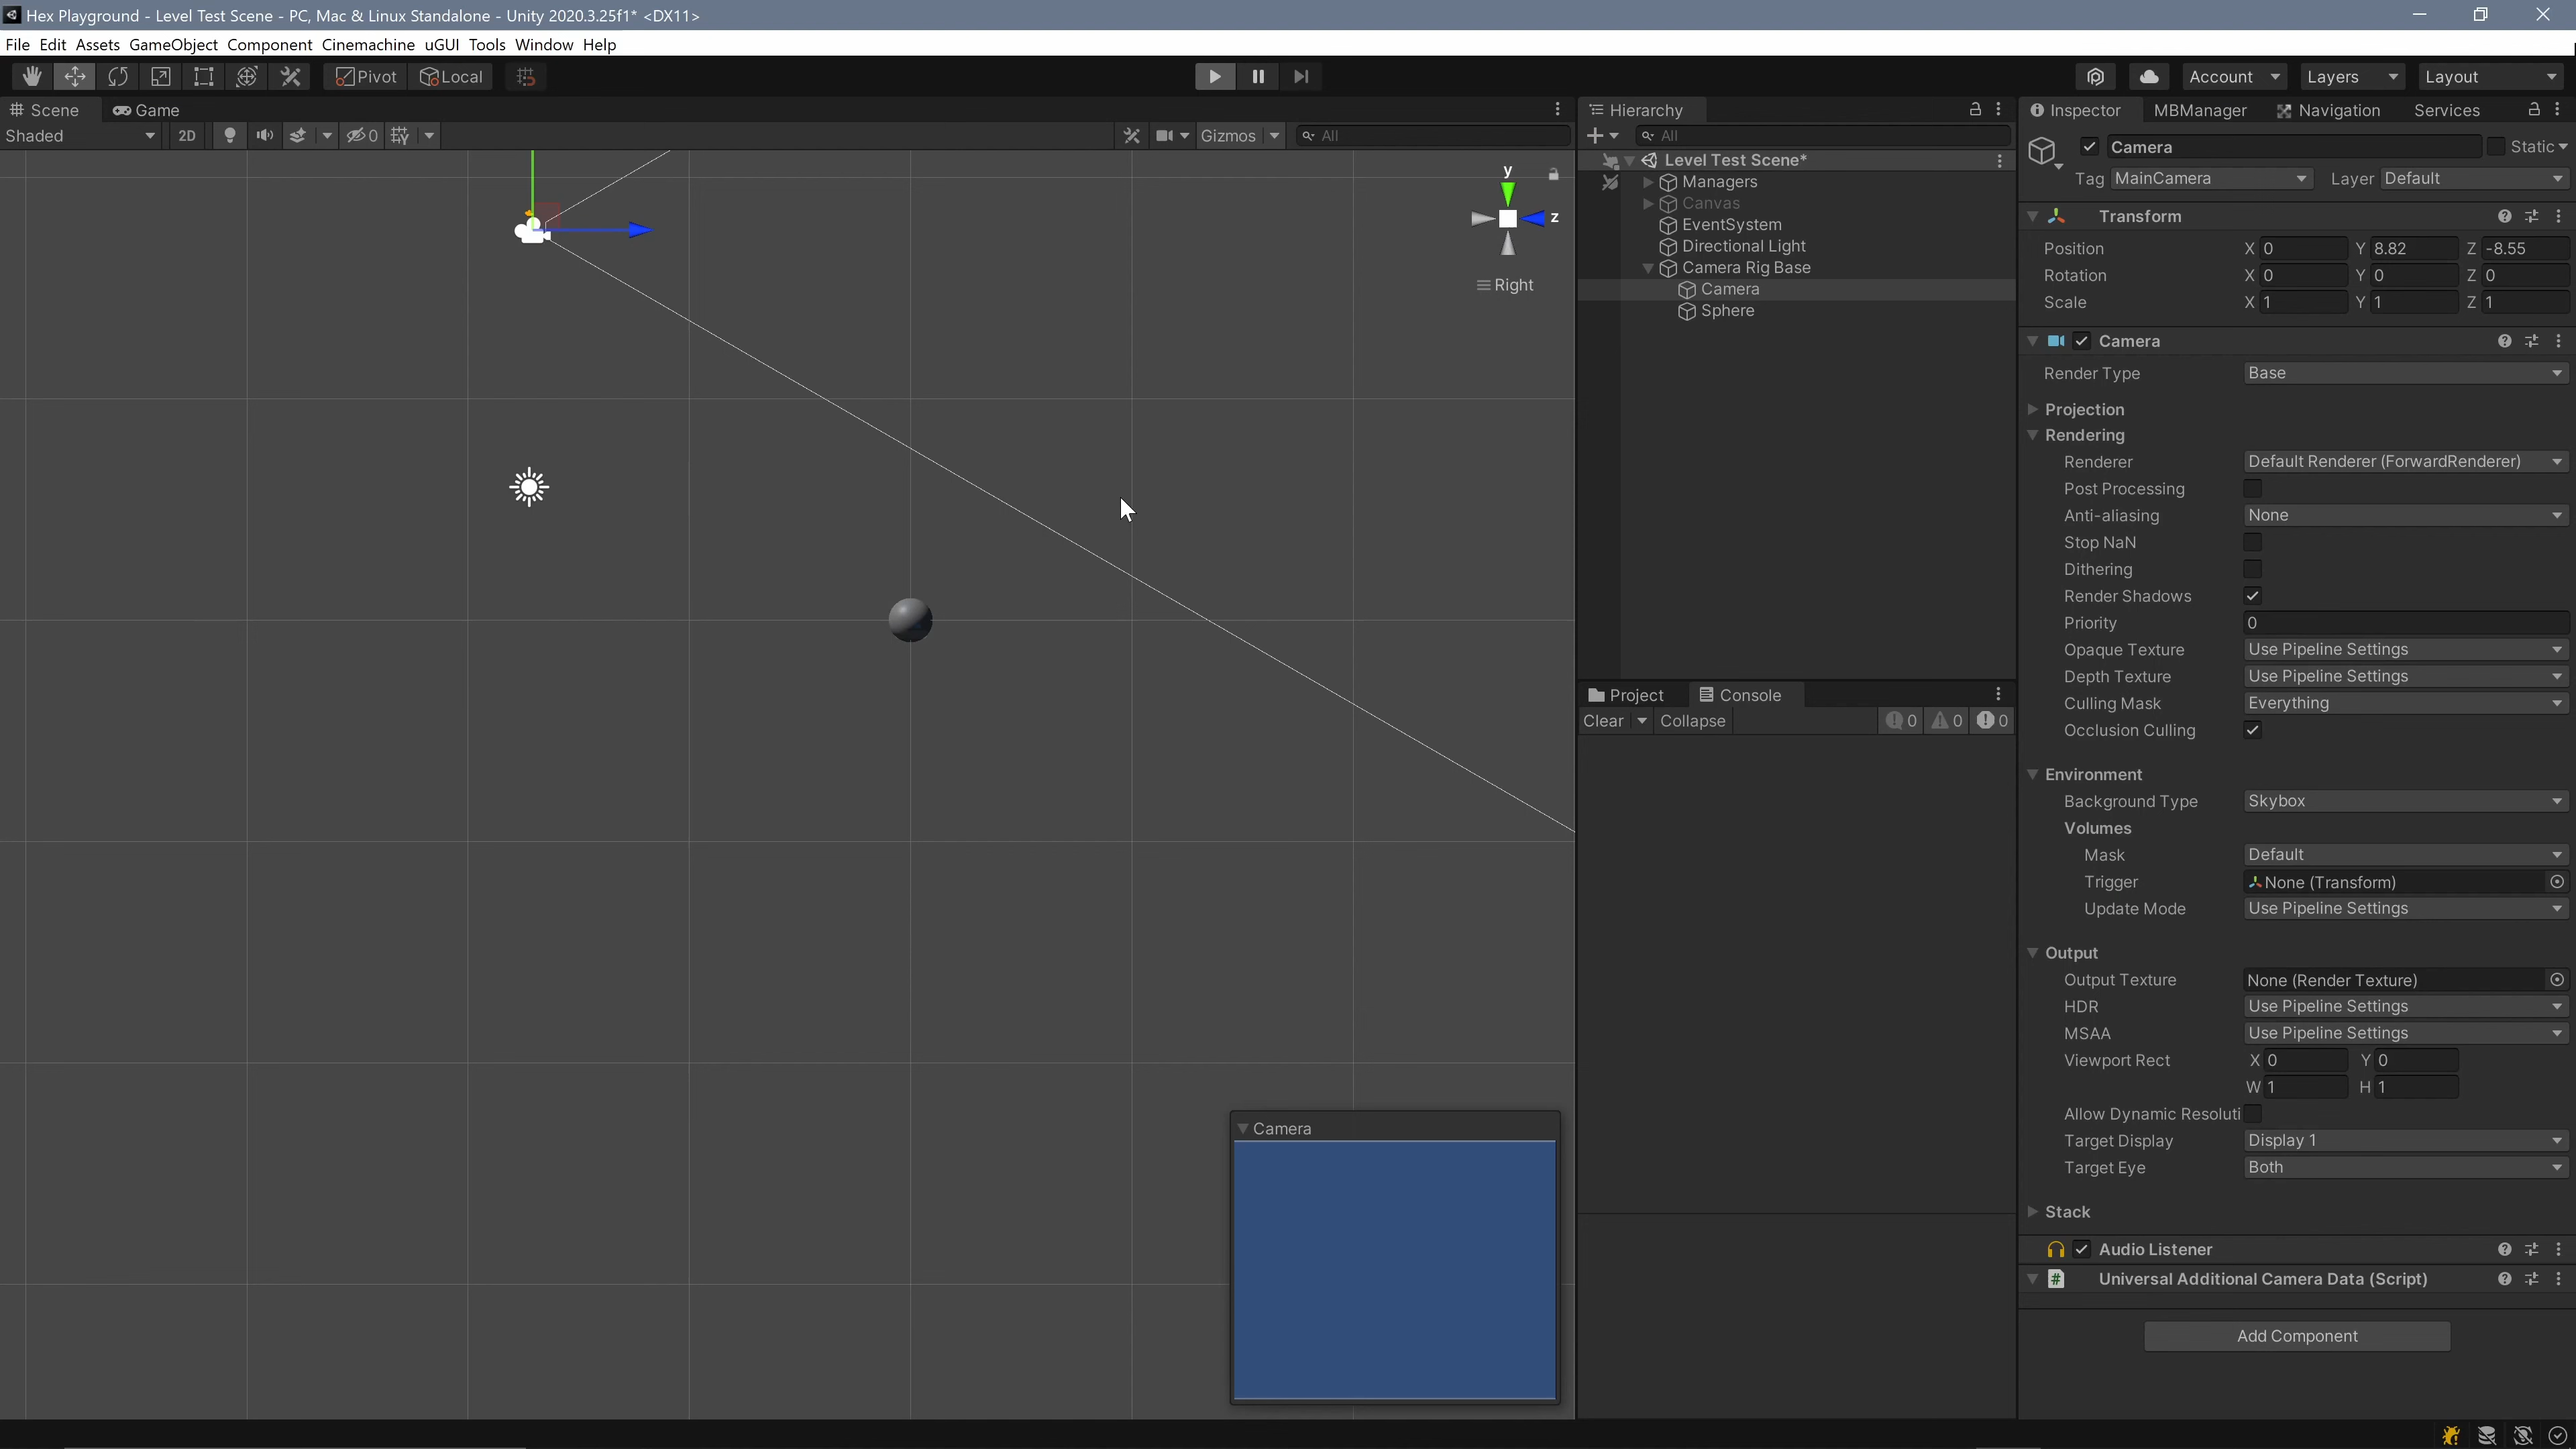 Hex Playground - Level Test Scene - PC, Mac & Linux Standalone - Unity 2020.3.25f1* <DX11>
File Edit Assets GameObject Component Cinemachine uGUI Tools Window Help
Pivot Local Account Layers Layout
Scene Game
Shaded 2D 0 Gizmos All
y
z
Right
Hierarchy
All
Level Test Scene*
Managers
Canvas
EventSystem
Directional Light
Camera Rig Base
Camera
Sphere
Project Console
Clear Collapse 0 0 0
Camera
Inspector MBManager Navigation Services
Camera Static
Tag MainCamera Layer Default
Transform
Position X 0 Y 8.82 Z -8.55
Rotation X 0 Y 0 Z 0
Scale X 1 Y 1 Z 1
Camera
Render Type Base
Projection
Rendering
Renderer Default Renderer (ForwardRenderer)
Post Processing
Anti-aliasing None
Stop NaN
Dithering
Render Shadows
Priority 0
Opaque Texture Use Pipeline Settings
Depth Texture Use Pipeline Settings
Culling Mask Everything
Occlusion Culling
Environment
Background Type Skybox
Volumes
Mask Default
Trigger None (Transform)
Update Mode Use Pipeline Settings
Output
Output Texture None (Render Texture)
HDR Use Pipeline Settings
MSAA Use Pipeline Settings
Viewport Rect X 0 Y 0
W 1 H 1
Allow Dynamic Resoluti
Target Display Display 1
Target Eye Both
Stack
Audio Listener
Universal Additional Camera Data (Script)
Add Component